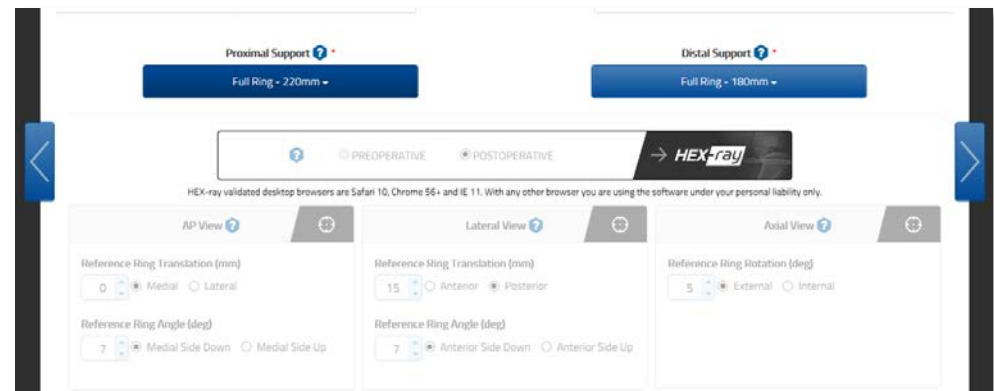 Proximal Support ? *
Distal Support ? *
Full Ring - 220mm
Full Ring - 180mm
? PREOPERATIVE POSTOPERATIVE → HEX-ray
HEX-ray validated desktop browsers are Safari 10, Chrome 56+ and IE 11. With any other browser you are using the software under your personal liability only.
AP View ?
Lateral View ?
Axial View ?
Reference Ring Translation (mm)
0 Medial Lateral
Reference Ring Angle (deg)
7 Medial Side Down Medial Side Up
Reference Ring Translation (mm)
15 Anterior Posterior
Reference Ring Angle (deg)
7 Anterior Side Down Anterior Side Up
Reference Ring Rotation (deg)
5 External Internal